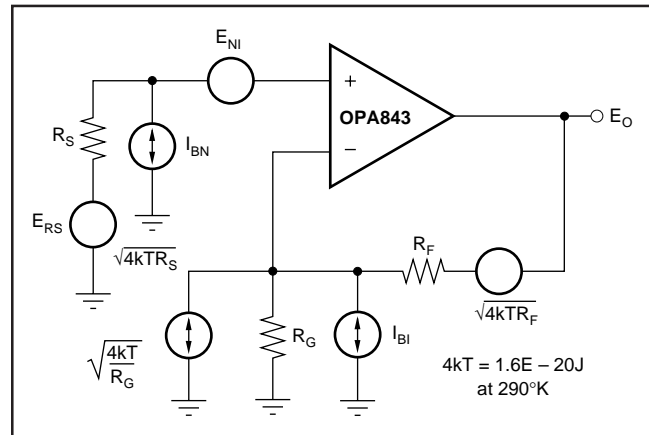 E_NI
+
OPA843
−
E_O
R_S
I_BN
E_RS
√4kTR_S
R_F
√4kTR_F
√4kT
R_G
R_G
I_BI
4kT = 1.6E – 20J
at 290°K